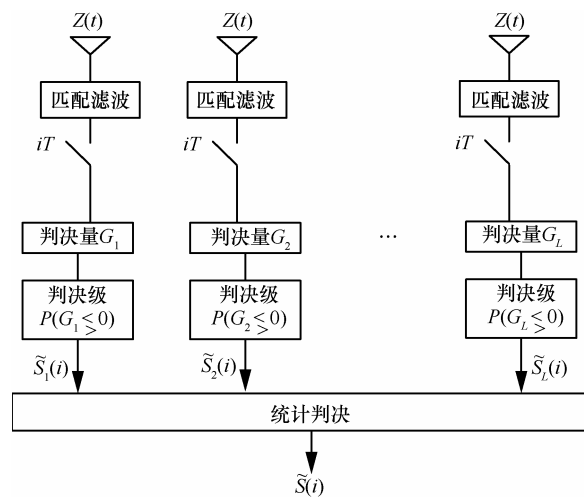 Z(t) Z(t) Z(t)
匹配滤波 匹配滤波 匹配滤波
iT iT iT
判决量G₁ 判决量G₂ … 判决量G_L
判决级 判决级 判决级
P(G₁≶0) P(G₂≶0) P(G_L≶0)
S̃₁(i) S̃₂(i) S̃_L(i)
统计判决
S̃(i)